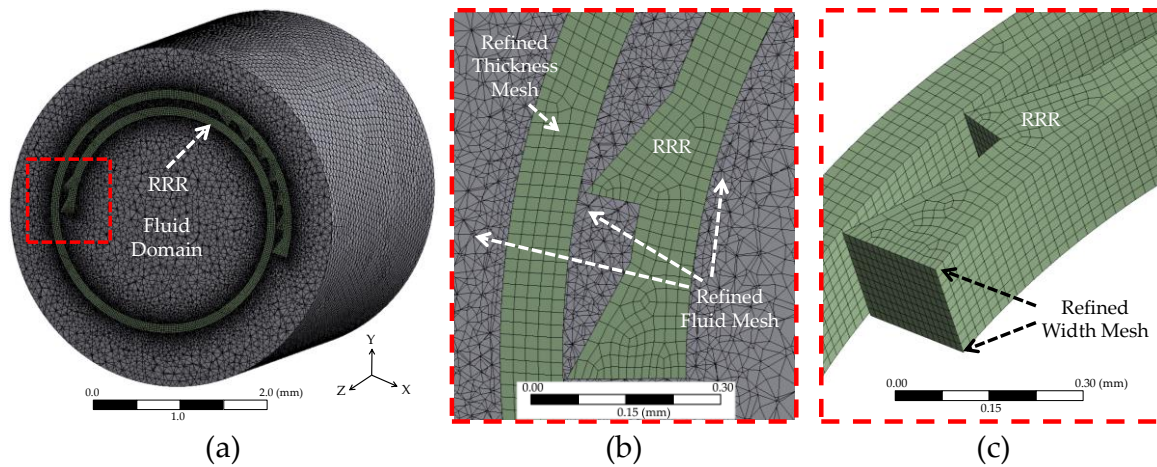 RRR
Fluid
Domain
Y
Z
X
0.0
2.0 (mm)
1.0
(a)
Refined
Thickness
Mesh
RRR
Refined
Fluid Mesh
0.00
0.30
0.15 (mm)
(b)
RRR
Refined
Width Mesh
0.00
0.30 (mm)
0.15
(c)